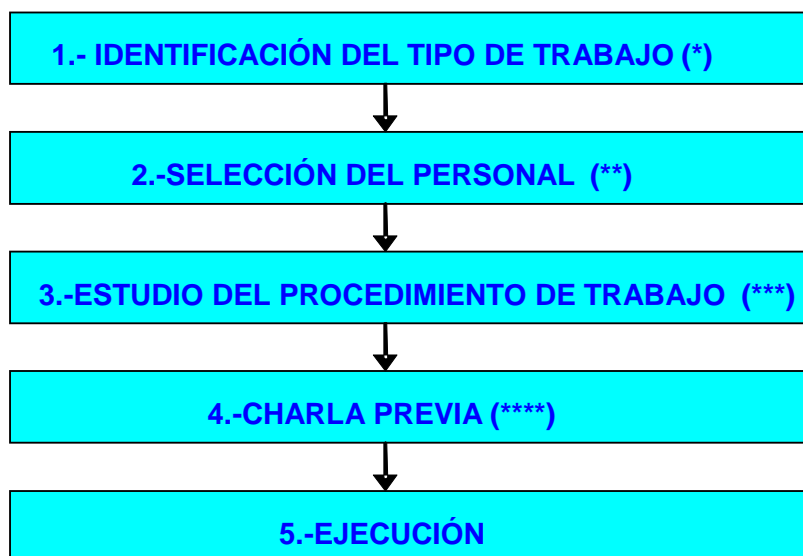 1.- IDENTIFICACIÓN DEL TIPO DE TRABAJO (*)
2.-SELECCIÓN DEL PERSONAL (**)
3.-ESTUDIO DEL PROCEDIMIENTO DE TRABAJO (***)
4.-CHARLA PREVIA (****)
5.-EJECUCIÓN